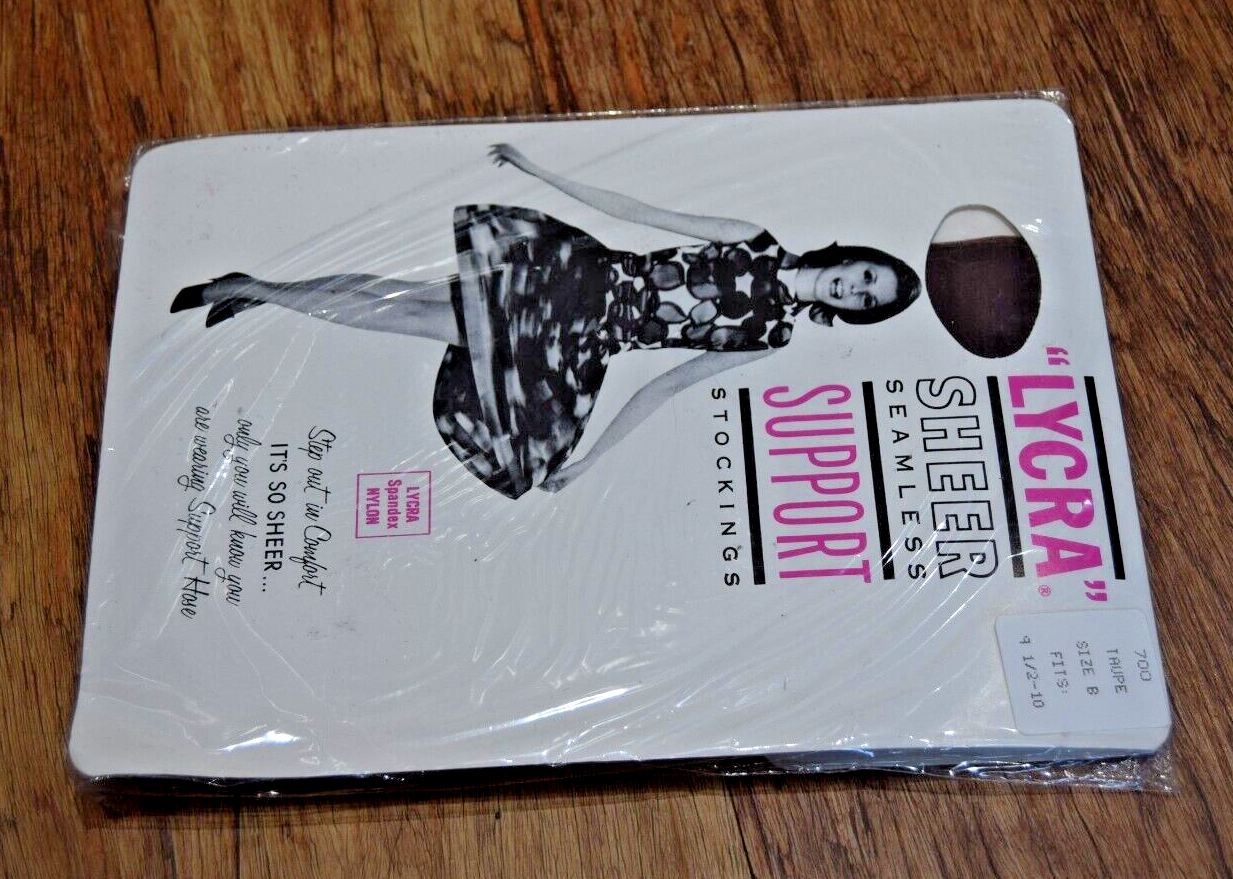 "LYCRA"®
SHEER
SEAMLESS
SUPPORT
STOCKINGS
700
TAUPE
SIZE B
FITS:
9 1/2-10
LYCRA
Spandex
NYLON
Step out in Comfort
IT'S SO SHEER...
only you will know you
are wearing Support Hose